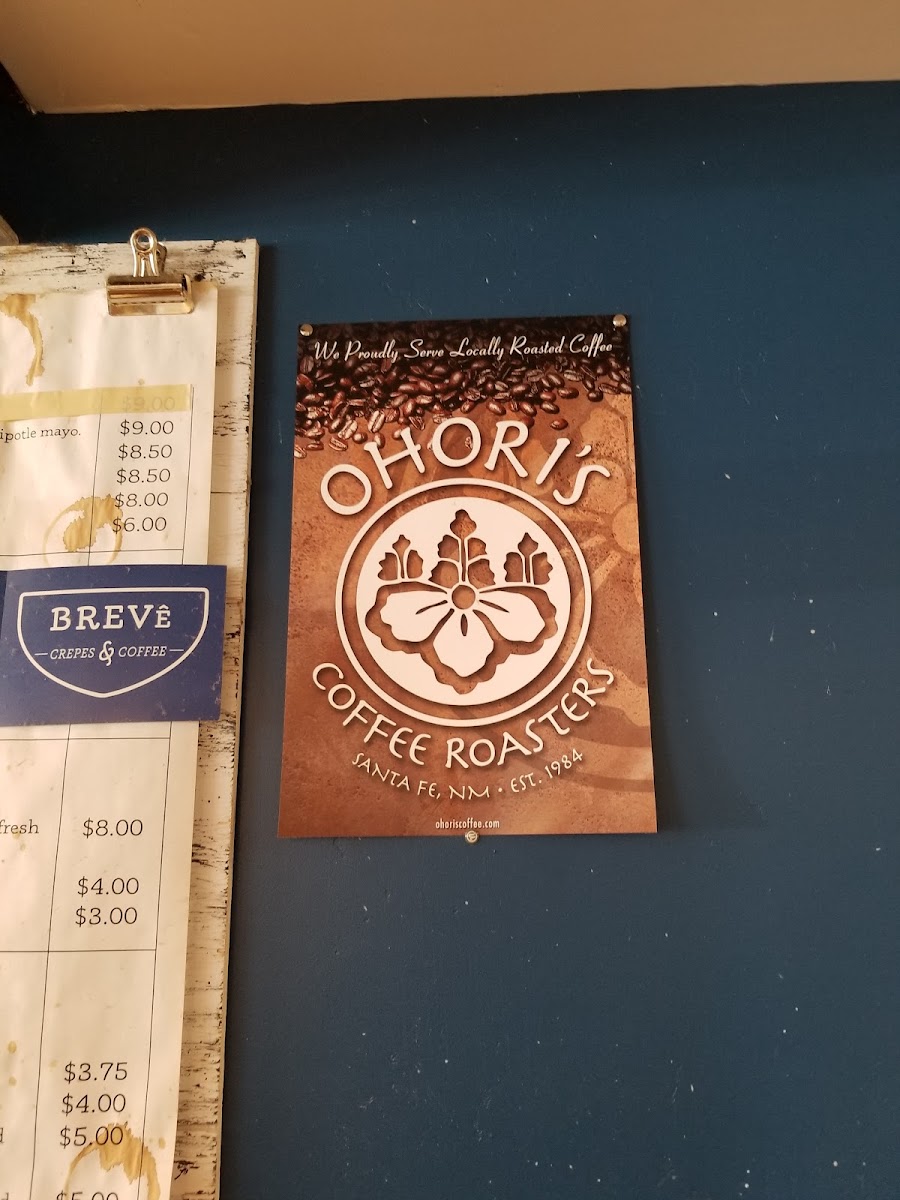 $9.00
ipotle mayo. $9.00
$8.50
$8.50
$8.00
$6.00
BREVÊ
CREPES & COFFEE
fresh $8.00
$4.00
$3.00
$3.75
$4.00
$5.00
$5.00
We Proudly Serve Locally Roasted Coffee
OHORI'S
COFFEE ROASTERS
SANTA FE, NM • EST. 1984
ohoriscoffee.com